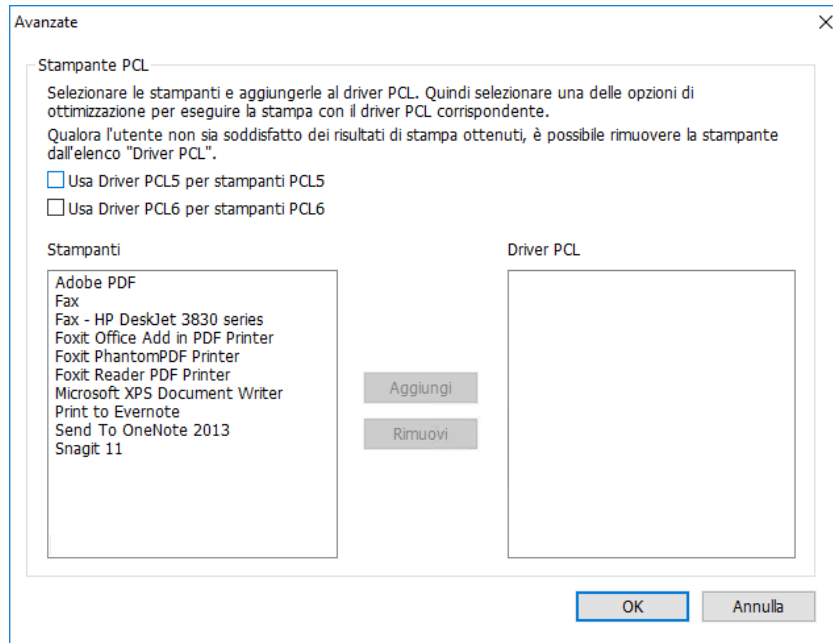 Avanzate
Stampante PCL
Selezionare le stampanti e aggiungerle al driver PCL. Quindi selezionare una delle opzioni di
ottimizzazione per eseguire la stampa con il driver PCL corrispondente.
Qualora l'utente non sia soddisfatto dei risultati di stampa ottenuti, è possibile rimuovere la stampante
dall'elenco "Driver PCL".
Usa Driver PCL5 per stampanti PCL5
Usa Driver PCL6 per stampanti PCL6
Stampanti
Adobe PDF
Fax
Fax - HP DeskJet 3830 series
Foxit Office Add in PDF Printer
Foxit PhantomPDF Printer
Foxit Reader PDF Printer
Microsoft XPS Document Writer
Print to Evernote
Send To OneNote 2013
Snagit 11
Aggiungi
Rimuovi
Driver PCL
OK
Annulla